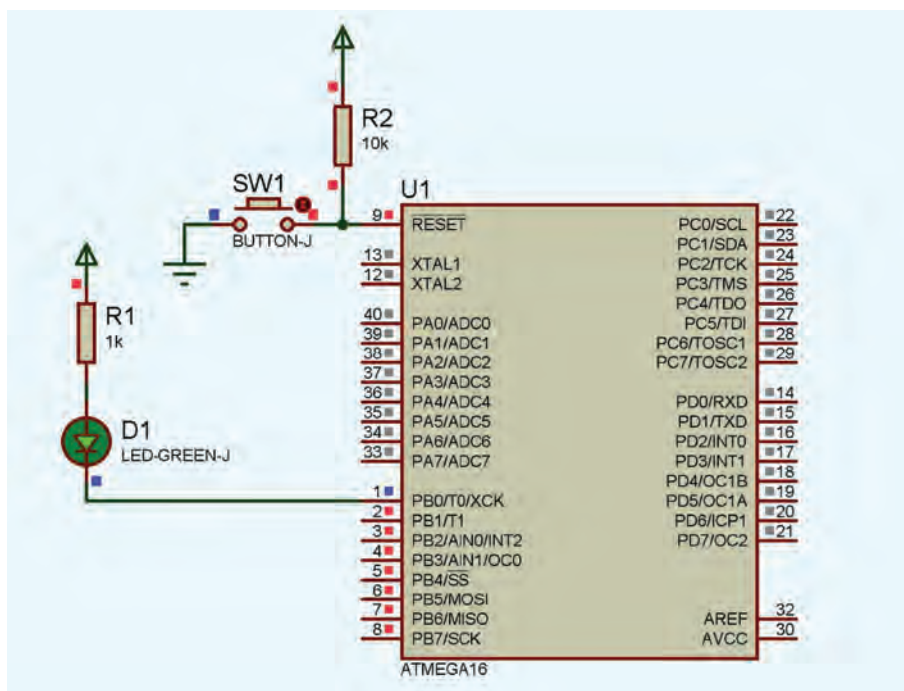 R2
10k
SW1
BUTTON-J
R1
1k
D1
LED-GREEN-J
U1
9 RESET
13 XTAL1
12 XTAL2
40 PA0/ADC0
39 PA1/ADC1
38 PA2/ADC2
37 PA3/ADC3
36 PA4/ADC4
35 PA5/ADC5
34 PA6/ADC6
33 PA7/ADC7
1 PB0/T0/XCK
2 PB1/T1
3 PB2/AIN0/INT2
4 PB3/AIN1/OC0
5 PB4/SS
6 PB5/MOSI
7 PB6/MISO
8 PB7/SCK
PC0/SCL 22
PC1/SDA 23
PC2/TCK 24
PC3/TMS 25
PC4/TDO 26
PC5/TDI 27
PC6/TOSC1 28
PC7/TOSC2 29
PD0/RXD 14
PD1/TXD 15
PD2/INT0 16
PD3/INT1 17
PD4/OC1B 18
PD5/OC1A 19
PD6/ICP1 20
PD7/OC2 21
AREF 32
AVCC 30
ATMEGA16